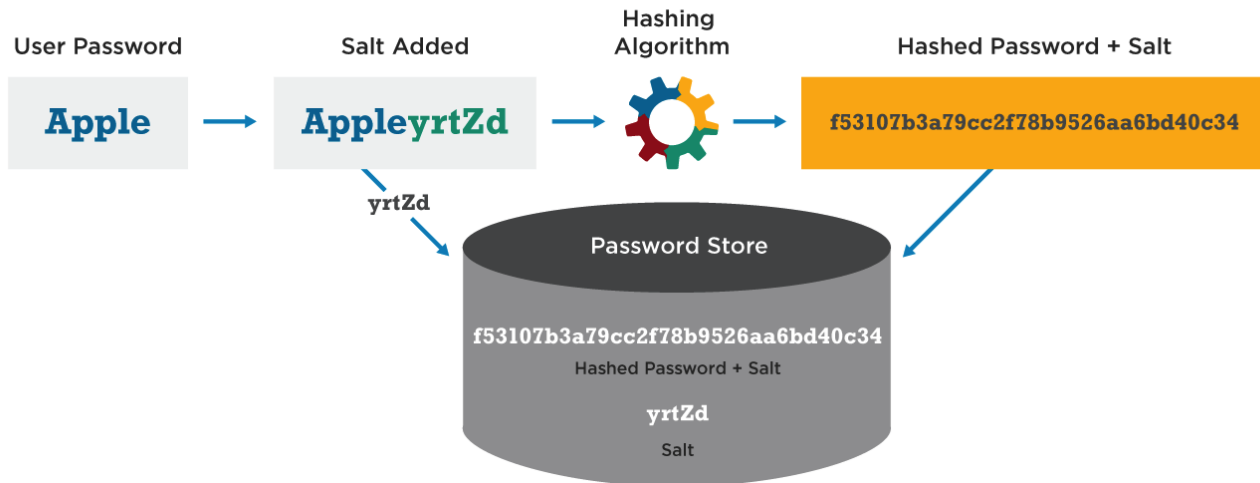 User Password
Salt Added
Hashing
Algorithm
Hashed Password + Salt
Apple
AppleyrtZd
f53107b3a79cc2f78b9526aa6bd40c34
yrtZd
Password Store
f53107b3a79cc2f78b9526aa6bd40c34
Hashed Password + Salt
yrtZd
Salt